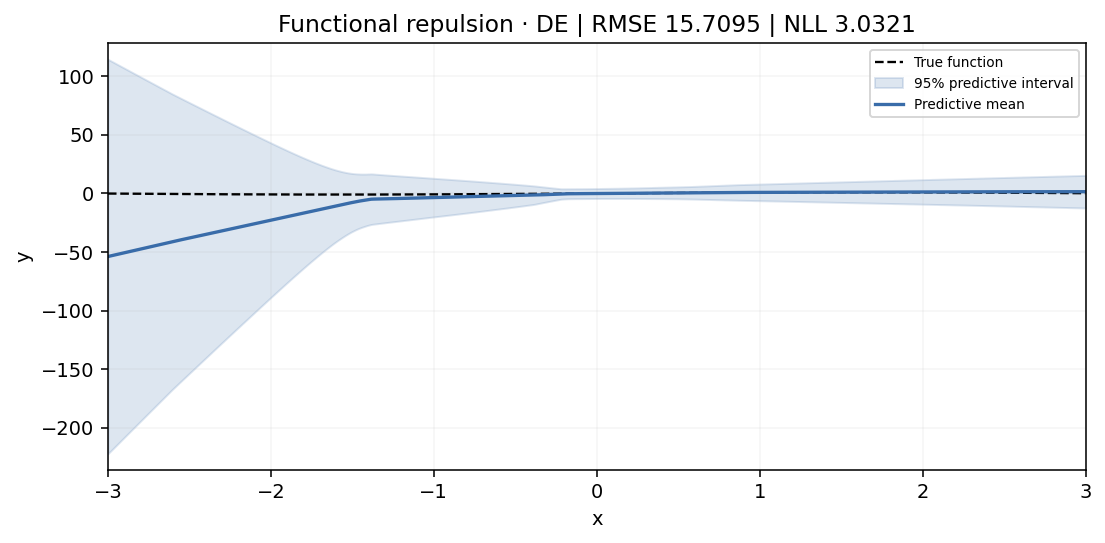 Functional repulsion · DE | RMSE 15.7095 | NLL 3.0321
True function
95% predictive interval
Predictive mean
100
50
0
−50
−100
−150
−200
y
−3
−2
−1
0
1
2
3
x